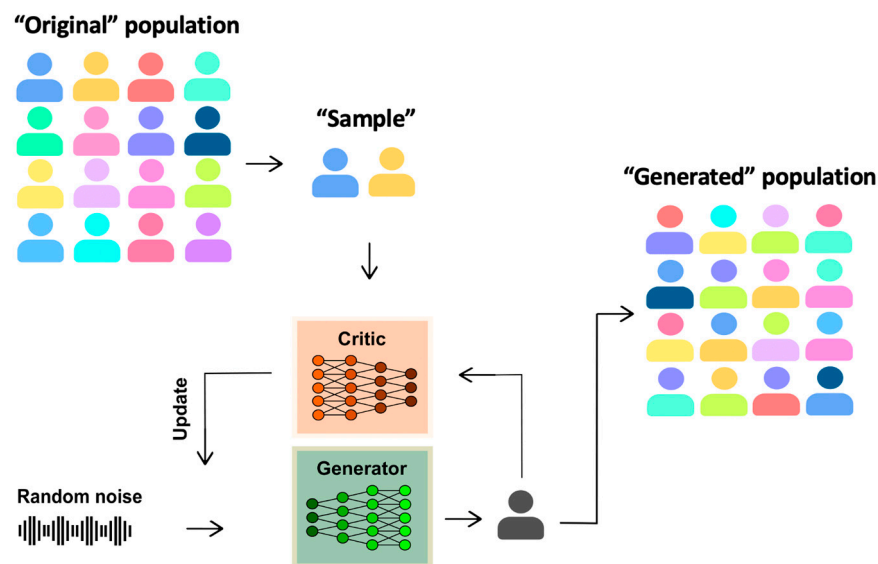 “Original” population
“Sample”
“Generated” population
Critic
Update
Generator
Random noise